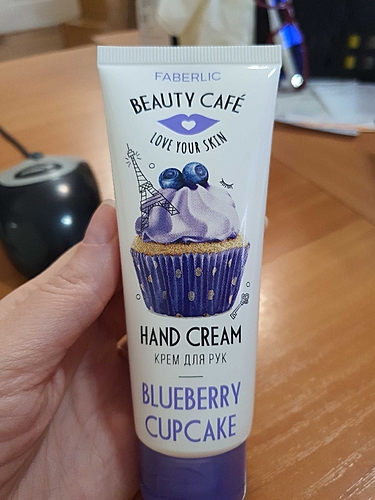 FABERLIC
BEAUTY CAFÉ
LOVE YOUR SKIN
HAND CREAM
КРЕМ ДЛЯ РУК
BLUEBERRY
CUPCAKE